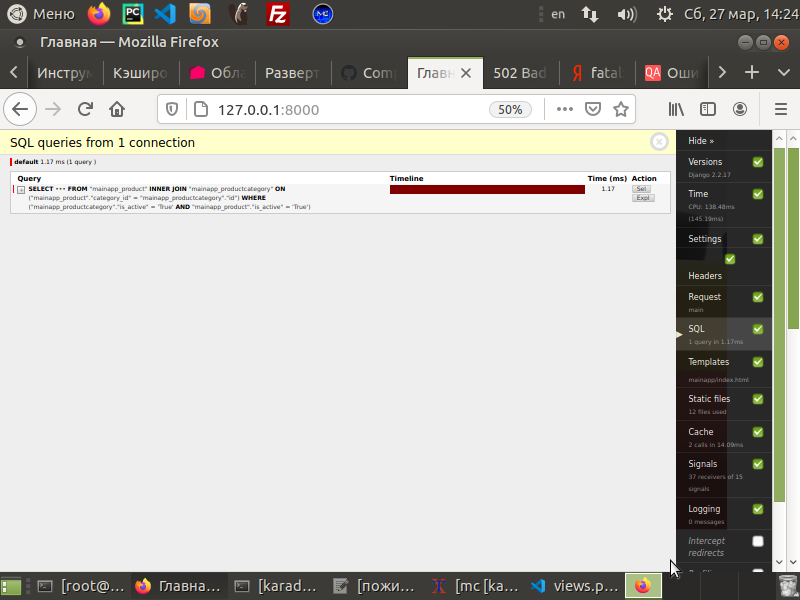 Меню
PC
FZ
en
Сб, 27 мар, 14:24
Главная — Mozilla Firefox
Инструм
Кэширо
Обла
Разверт
Com
Главн
502 Bad
fatal
QA Оши
127.0.0.1:8000
50%
SQL queries from 1 connection
default 1.17 ms (1 query )
Query Timeline Time (ms) Action
SELECT ••• FROM "mainapp_product" INNER JOIN "mainapp_productcategory" ON 1.17 Sel
("mainapp_product"."category_id" = "mainapp_productcategory"."id") WHERE Expl
("mainapp_productcategory"."is_active" = 'True' AND "mainapp_product"."is_active" = 'True')
Hide »
Versions
Django 2.2.17
Time
CPU: 138.48ms
(145.19ms)
Settings
Headers
Request
main
SQL
1 query in 1.17ms
Templates
mainapp/index.html
Static files
12 files used
Cache
2 calls in 14.09ms
Signals
37 receivers of 15
signals
Logging
0 messages
Intercept
redirects
[root@...
Главна...
[karad...
[пожи...
[mc [ka...
views.p...